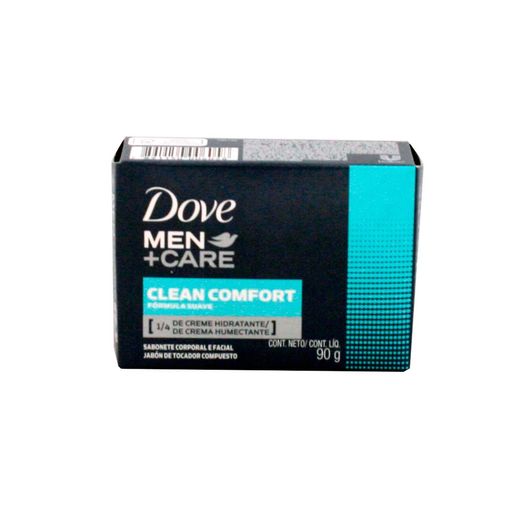 Dove
MEN
+CARE
CLEAN COMFORT
FÓRMULA SUAVE
[ 1/4 DE CREME HIDRATANTE/ ]
DE CREMA HUMECTANTE
CONT. NETO/ CONT. LÍQ.
90 g
SABONETE CORPORAL E FACIAL
JABÓN DE TOCADOR COMPUESTO